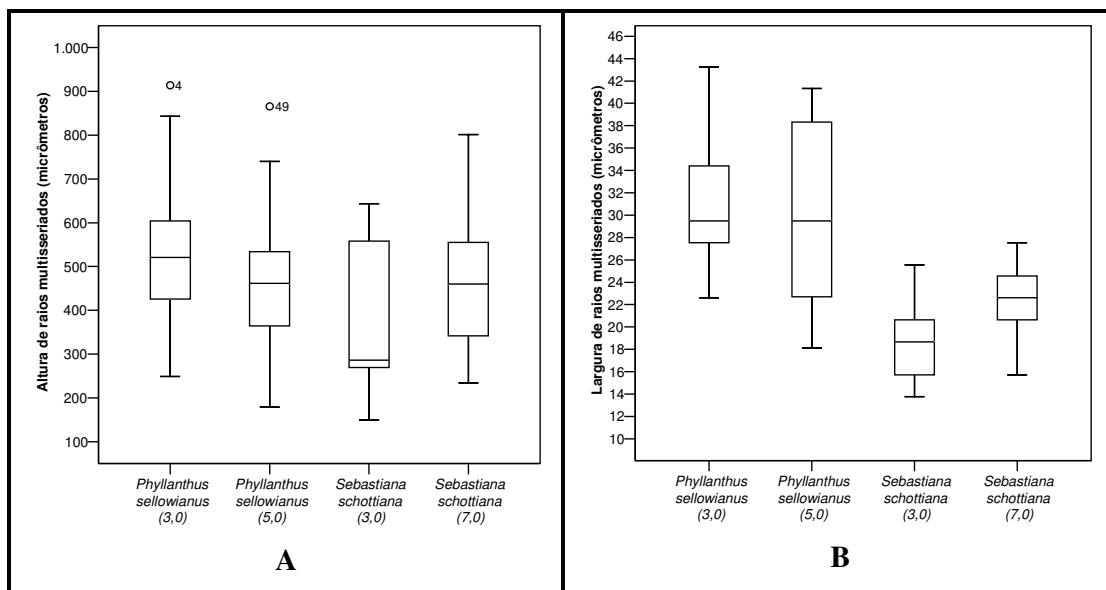 Altura de raios multisseriados (micrômetros)
1.000
900
800
700
600
500
400
300
200
100
4
49
Phyllanthus
sellowianus
(3,0)
Phyllanthus
sellowianus
(5,0)
Sebastiana
schottiana
(3,0)
Sebastiana
schottiana
(7,0)
A
Largura de raios multisseriados (micrômetros)
46
44
42
40
38
36
34
32
30
28
26
24
22
20
18
16
14
12
10
Phyllanthus
sellowianus
(3,0)
Phyllanthus
sellowianus
(5,0)
Sebastiana
schottiana
(3,0)
Sebastiana
schottiana
(7,0)
B